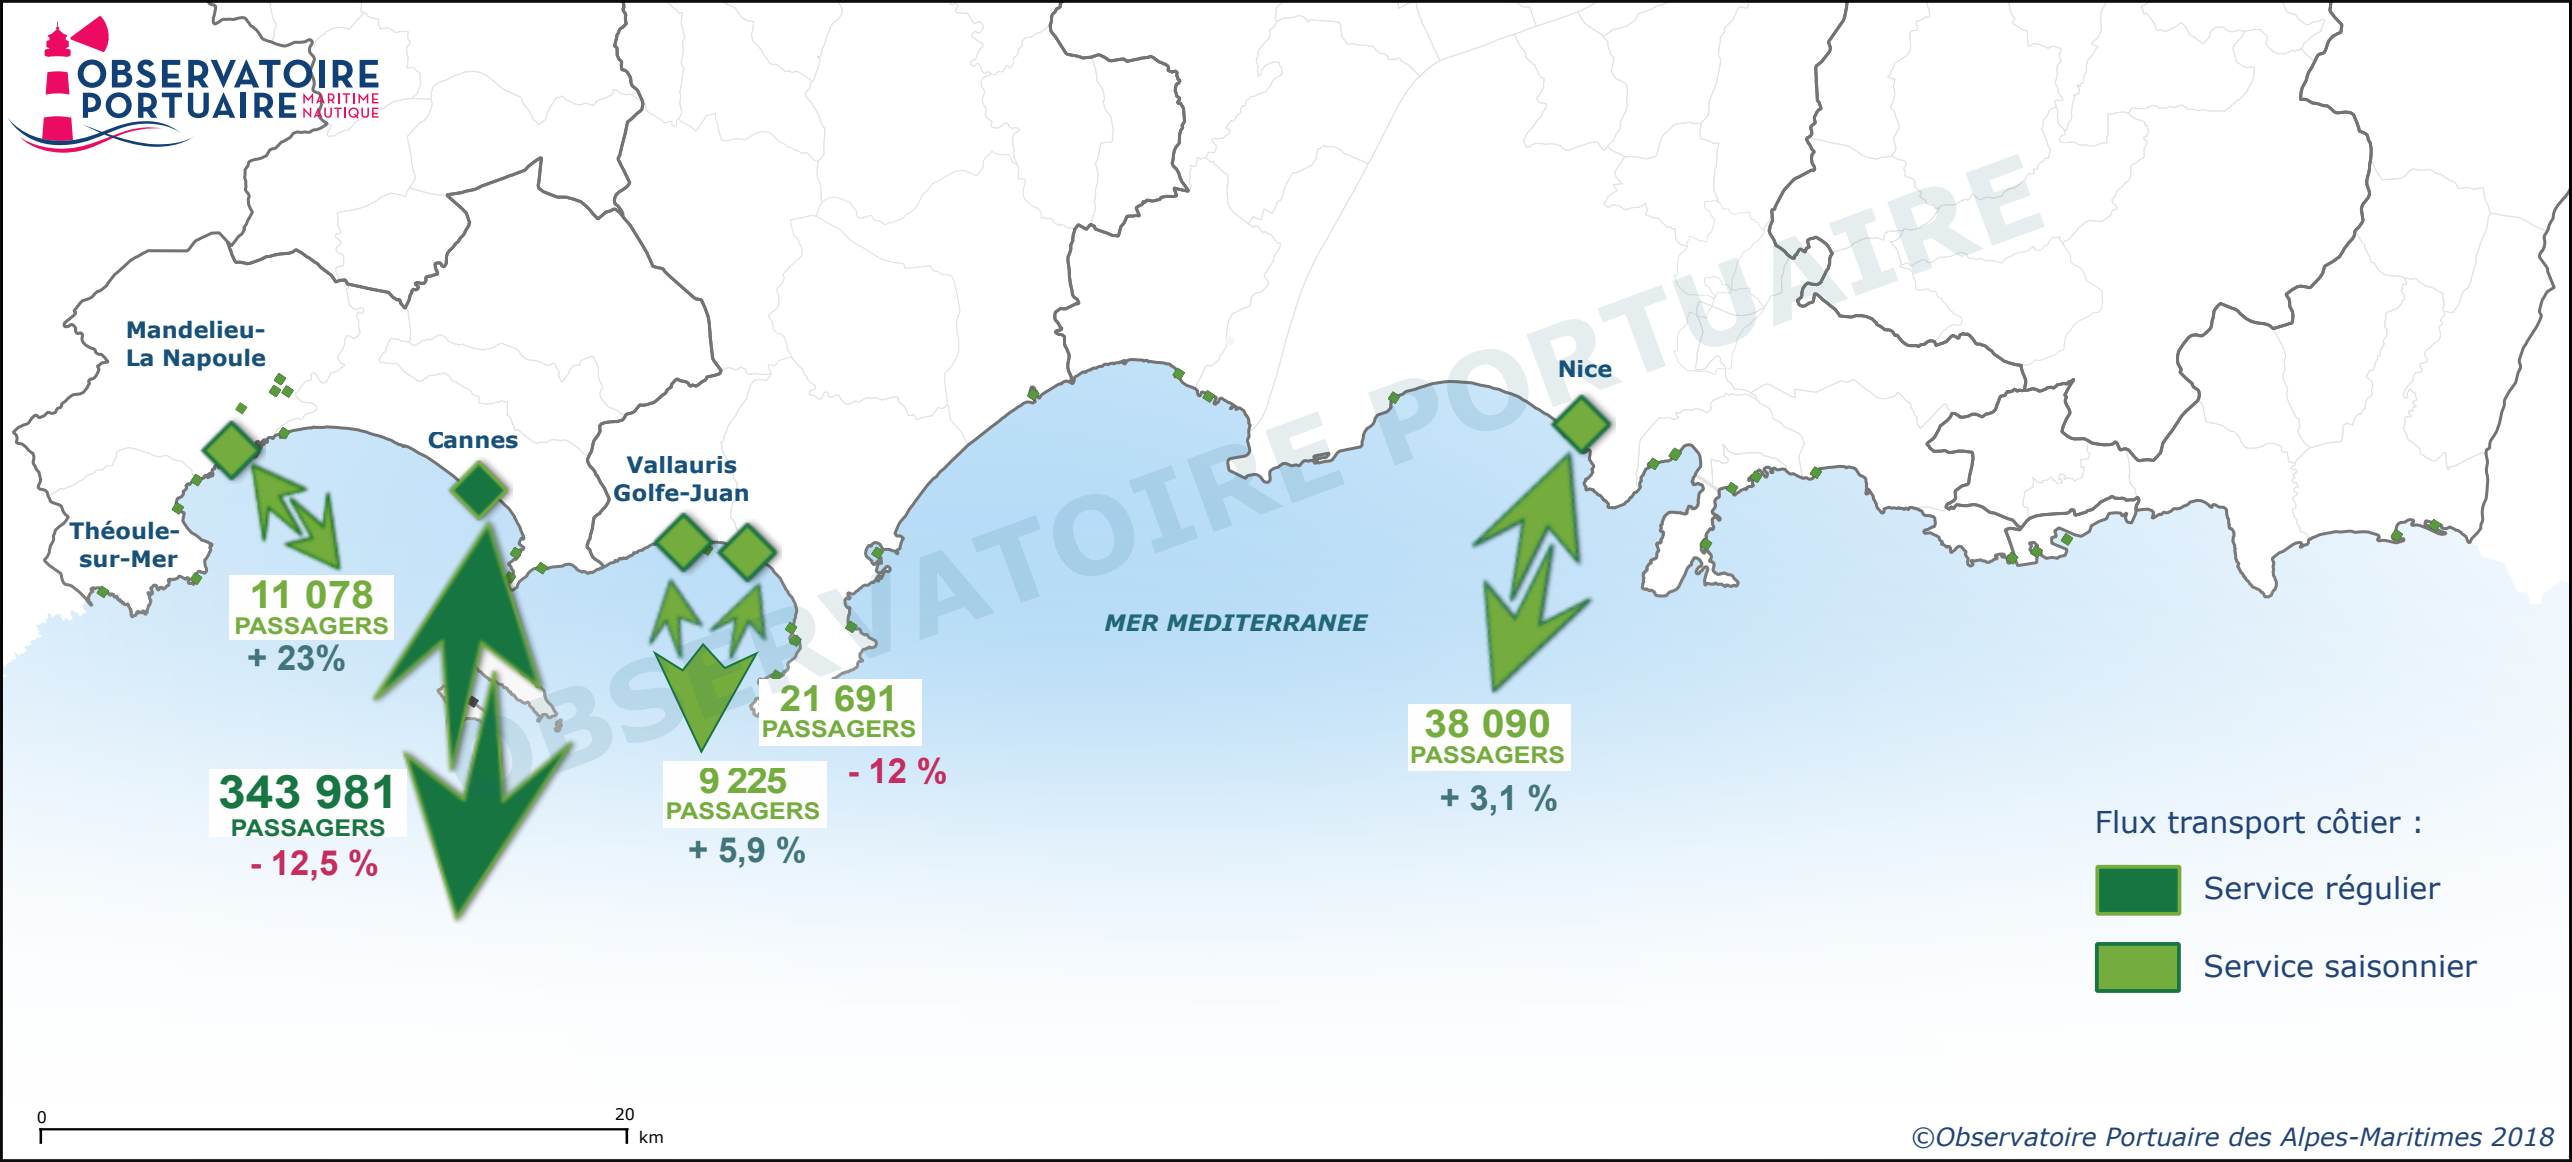 OBSERVATOIRE
PORTUAIRE MARITIME
NAUTIQUE
Mandelieu-
La Napoule
Nice
Cannes
Vallauris
Golfe-Juan
Théoule-
sur-Mer
11 078
PASSAGERS
+ 23%
MER MEDITERRANEE
OBSERVATOIRE PORTUAIRE
21 691
PASSAGERS
- 12 %
38 090
PASSAGERS
+ 3,1 %
343 981
PASSAGERS
- 12,5 %
9 225
PASSAGERS
+ 5,9 %
Flux transport côtier :
Service régulier
Service saisonnier
0 20
km
©Observatoire Portuaire des Alpes-Maritimes 2018